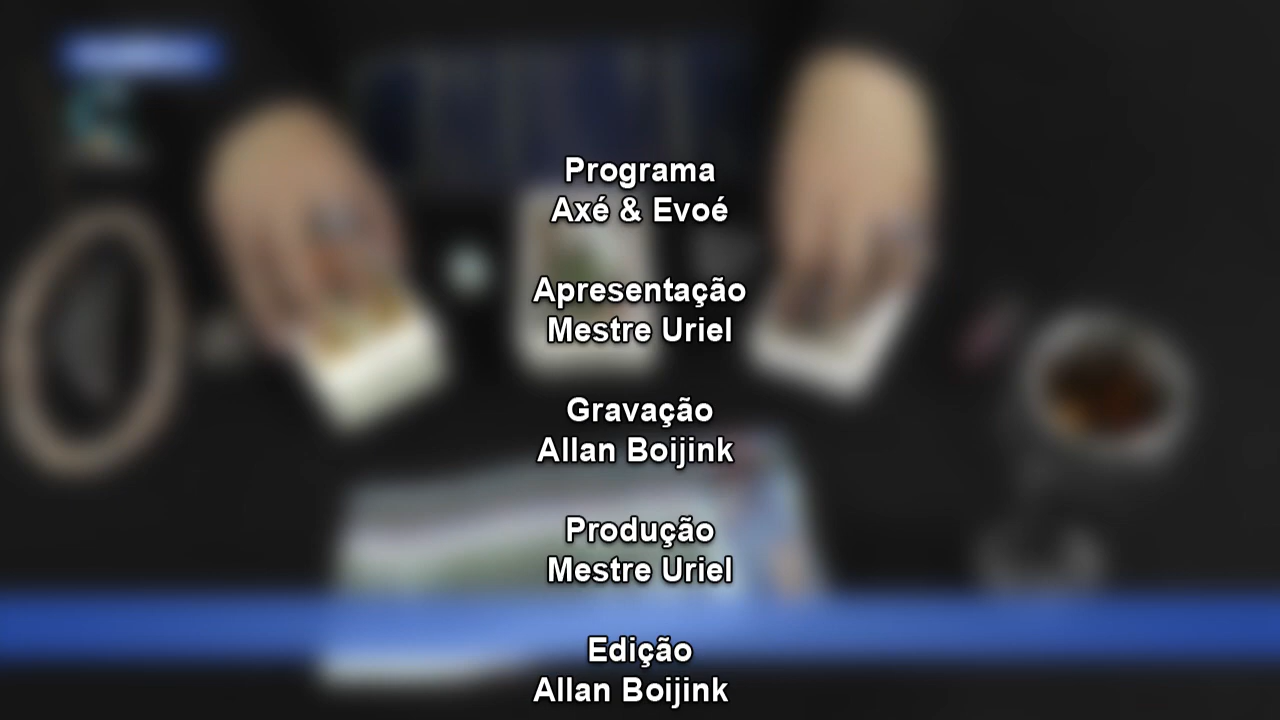 Programa
Axé & Evoé
Apresentação
Mestre Uriel
Gravação
Allan Boijink
Produção
Mestre Uriel
Edição
Allan Boijink